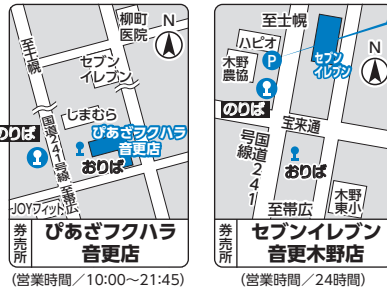 柳町
医院
N
至士幌
セブン
イレブン
しまむら
のりば
ぴあざフクハラ
音更店
国道241号線
おりば
至帯広
JOYフィット
券売所
ぴあざフクハラ
音更店
(営業時間／10:00〜21:45)
至士幌
ハピオ
P
木野
農協
セブン
イレブン
N
のりば
宝来通
国道241号線
おりば
至帯広
木野
東小
券売所
セブンイレブン
音更木野店
(営業時間／24時間)